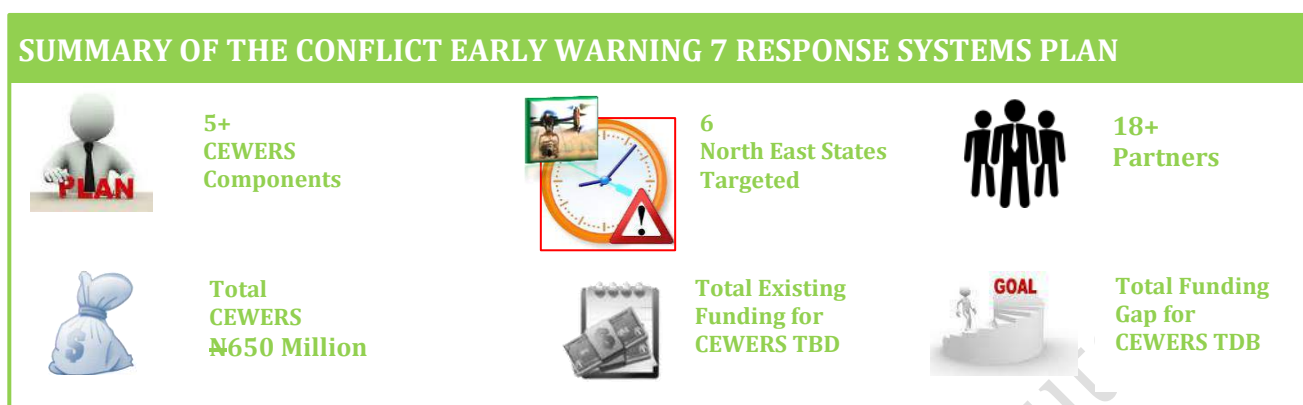 SUMMARY OF THE CONFLICT EARLY WARNING 7 RESPONSE SYSTEMS PLAN
PLAN
5+
CEWERS
Components
6
North East States
Targeted
18+
Partners
$
Total
CEWERS
₦650 Million
Total Existing
Funding for
CEWERS TBD
GOAL
Total Funding
Gap for
CEWERS TDB